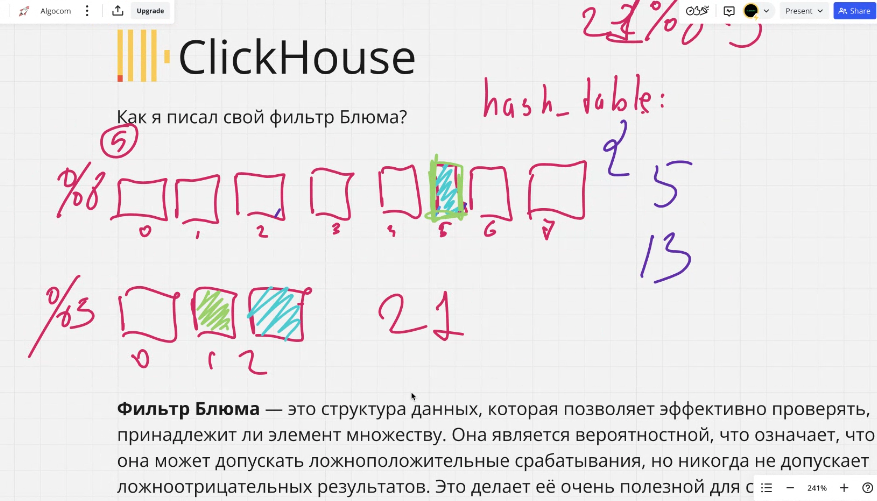 Algocom
Upgrade
Present
Share
ClickHouse
Как я писал свой фильтр Блюма?
hash_table:
5
2
5
13
%8
0 1 2 3 4 5 6 7
%3
0 1 2
21
Фильтр Блюма — это структура данных, которая позволяет эффективно проверять,
принадлежит ли элемент множеству. Она является вероятностной, что означает, что
она может допускать ложноположительные срабатывания, но никогда не допускает
ложноотрицательных результатов. Это делает её очень полезной для с
241%